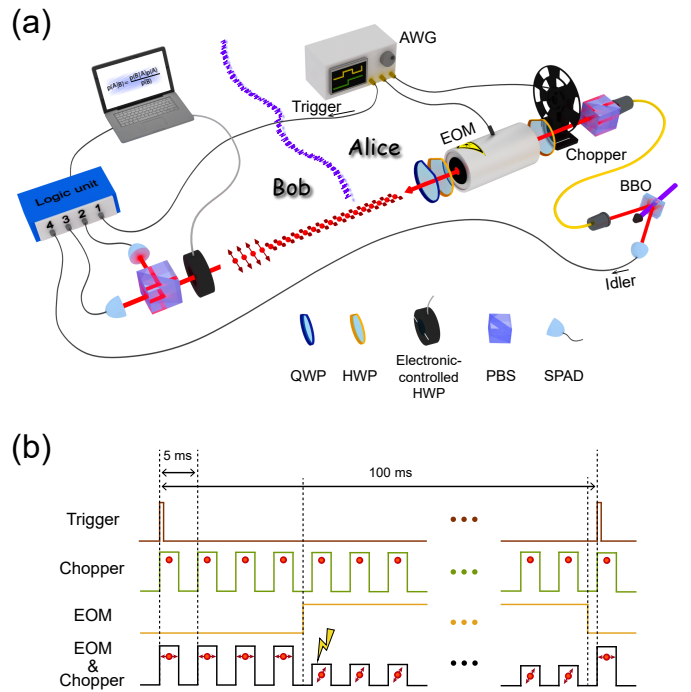 (a)
AWG
Trigger
p(A|B)=
p(B|A)p(A)
p(B)
EOM
Alice
Chopper
Bob
BBO
Logic unit
4 3 2 1
Idler
QWP
HWP
Electronic-
controlled
HWP
PBS
SPAD
(b)
5 ms
100 ms
Trigger
Chopper
EOM
EOM
&
Chopper